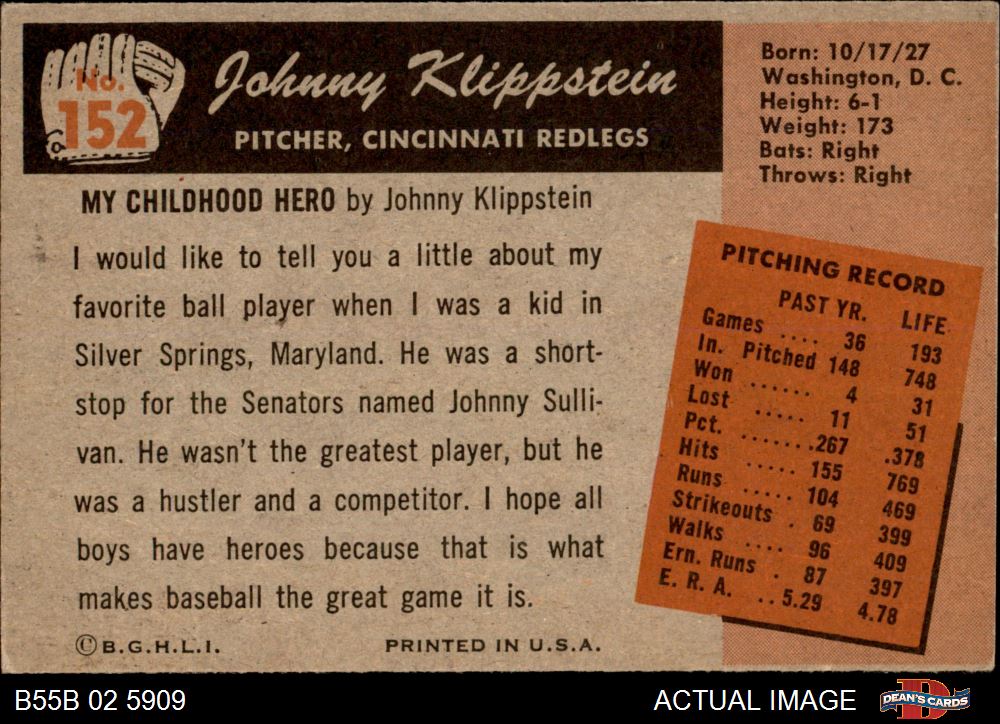 No.
152
Johnny Klippstein
PITCHER, CINCINNATI REDLEGS
Born: 10/17/27
Washington, D. C.
Height: 6-1
Weight: 173
Bats: Right
Throws: Right
MY CHILDHOOD HERO by Johnny Klippstein
I would like to tell you a little about my
favorite ball player when I was a kid in
Silver Springs, Maryland. He was a short-
stop for the Senators named Johnny Sulli-
van. He wasn't the greatest player, but he
was a hustler and a competitor. I hope all
boys have heroes because that is what
makes baseball the great game it is.
PITCHING RECORD
PAST YR. LIFE
Games .... 36 193
In. Pitched 148 748
Won ...... 4 31
Lost ..... 11 51
Pct. .......267 .378
Hits ..... 155 769
Runs ..... 104 469
Strikeouts . 69 399
Walks .... 96 409
Ern. Runs . 87 397
E. R. A. ..5.29 4.78
©B.G.H.L.I. PRINTED IN U.S.A.
B55B 02 5909 ACTUAL IMAGE DEAN'S CARDS